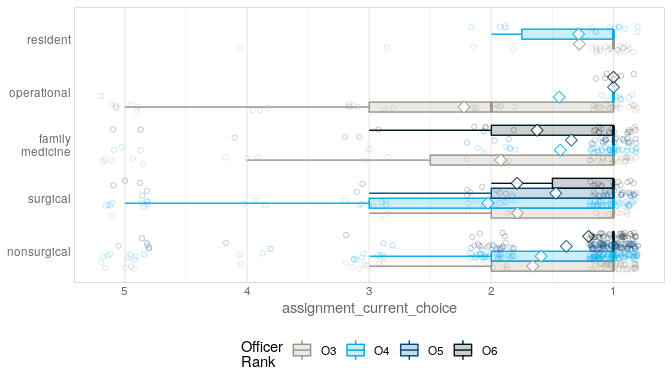 resident
operational
family
medicine
surgical
nonsurgical
5 4 3 2 1
assignment_current_choice
Officer
Rank
O3 O4 O5 O6